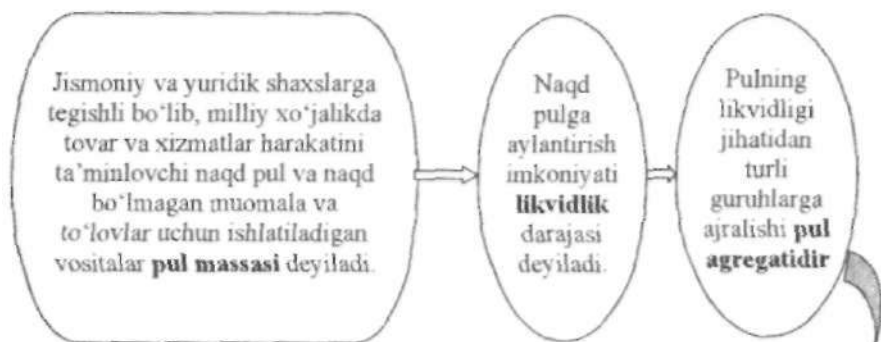 Jismoniy va yuridik shaxslarga
tegishli bo‘lib, milliy xo‘jalikda
tovar va xizmatlar harakatini
ta’minlovchi naqd pul va naqd
bo‘lmagan muomala va
to‘lovlar uchun ishlatiladigan
vositalar pul massasi deyiladi.
Naqd
pulga
aylantirish
imkoniyati
likvidlik
darajasi
deyiladi.
Pulning
likvidligi
jihatidan
turli
guruhlarga
ajralishi pul
agregatidir